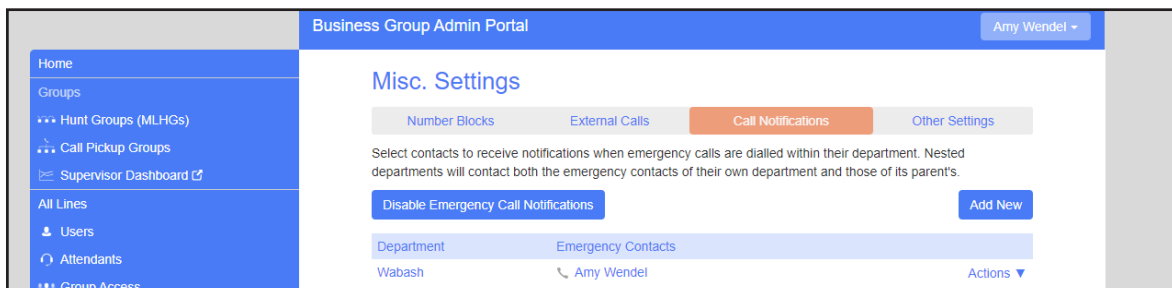 Business Group Admin Portal
Amy Wendel
Home
Groups
Hunt Groups (MLHGs)
Call Pickup Groups
Supervisor Dashboard
All Lines
Users
Attendants
Group Access
Misc. Settings
Number Blocks External Calls Call Notifications Other Settings
Select contacts to receive notifications when emergency calls are dialled within their department. Nested
departments will contact both the emergency contacts of their own department and those of its parent's.
Disable Emergency Call Notifications Add New
Department Emergency Contacts
Wabash Amy Wendel Actions ▼